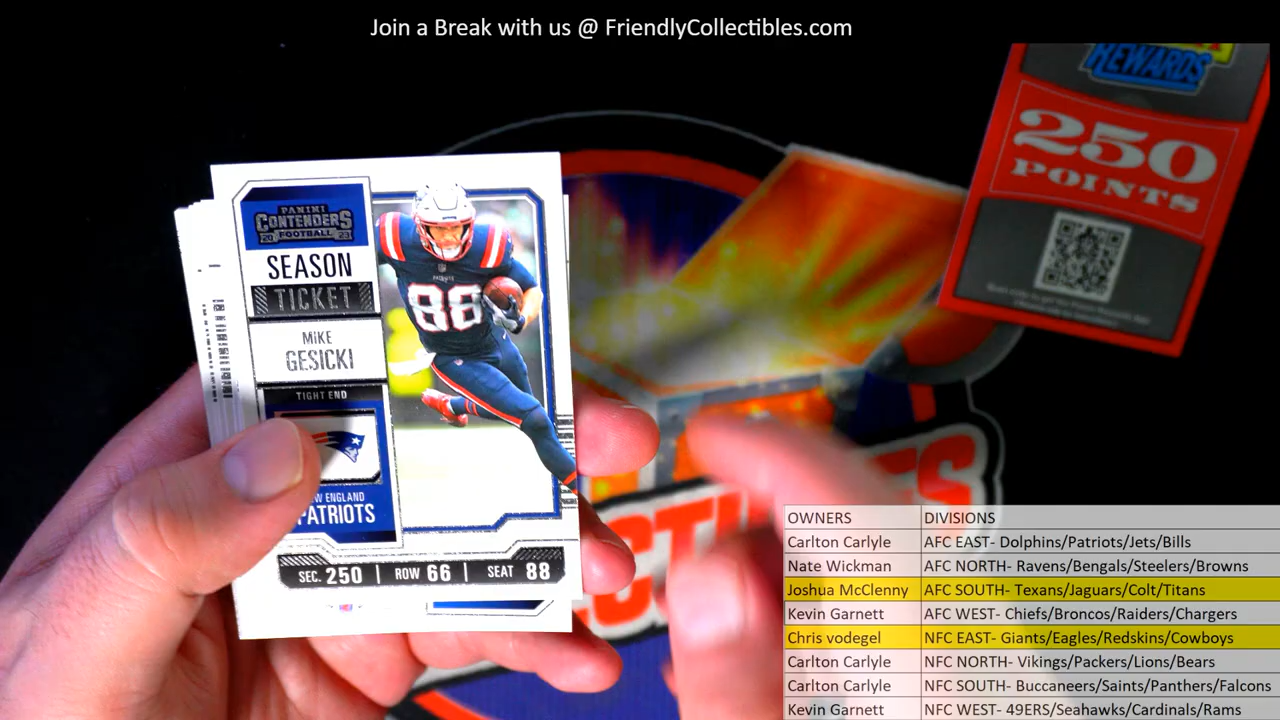 Join a Break with us @ FriendlyCollectibles.com
REWARDS
250
POINTS
PANINI
CONTENDERS
FOOTBALL
2023
SEASON
TICKET
MIKE
GESICKI
TIGHT END
ENGLAND
PATRIOTS
PATRIOTS
88
SEC. 250 | ROW 66 | SEAT 88
OWNERS DIVISIONS
Carlton Carlyle AFC EAST- Dolphins/Patriots/Jets/Bills
Nate Wickman AFC NORTH- Ravens/Bengals/Steelers/Browns
Joshua McClenny AFC SOUTH- Texans/Jaguars/Colt/Titans
Kevin Garnett AFC WEST- Chiefs/Broncos/Raiders/Chargers
Chris vodegel NFC EAST- Giants/Eagles/Redskins/Cowboys
Carlton Carlyle NFC NORTH- Vikings/Packers/Lions/Bears
Carlton Carlyle NFC SOUTH- Buccaneers/Saints/Panthers/Falcons
Kevin Garnett NFC WEST- 49ERS/Seahawks/Cardinals/Rams